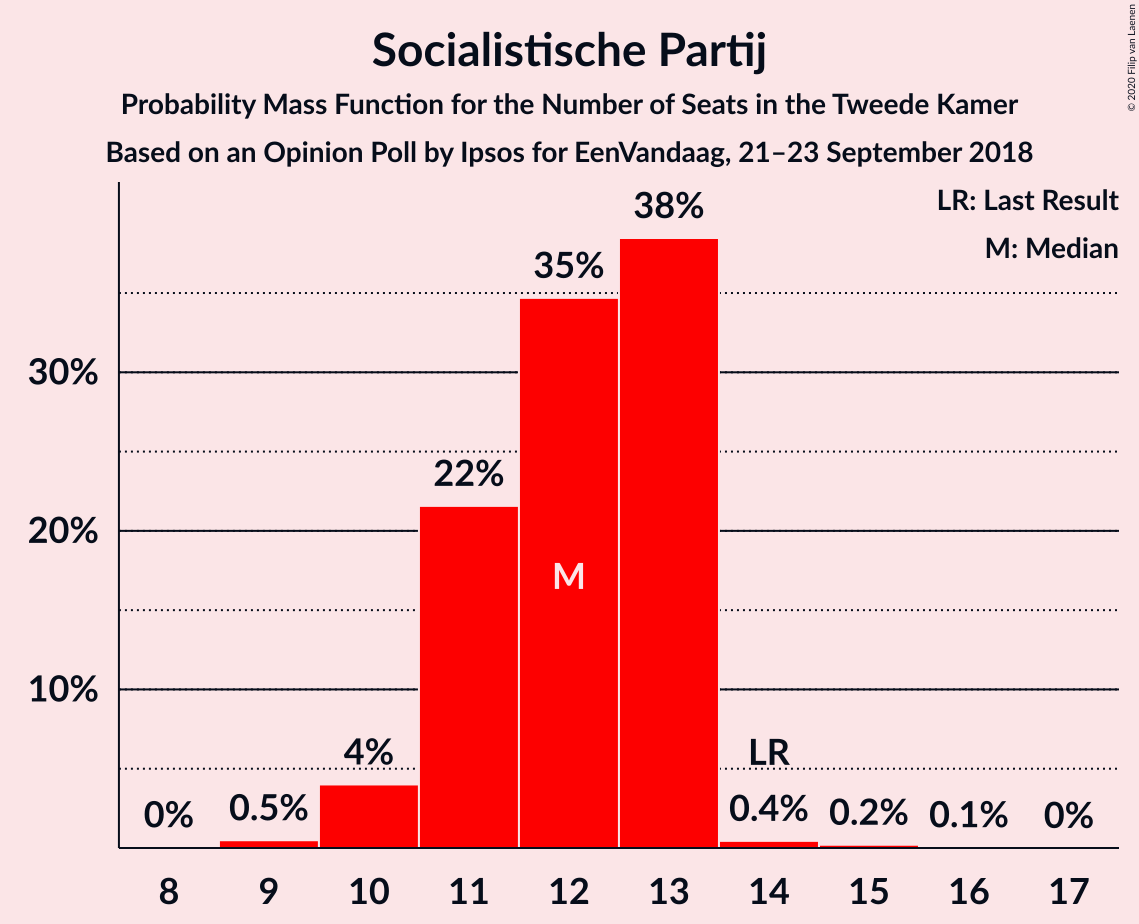 Socialistische Partij
Probability Mass Function for the Number of Seats in the Tweede Kamer
Based on an Opinion Poll by Ipsos for EenVandaag, 21–23 September 2018
© 2020 Filip van Laenen
LR: Last Result
M: Median
38%
35%
30%
22%
20%
M
10%
4%
LR
0%
0.5%
0.4%
0.2%
0.1%
0%
8 9 10 11 12 13 14 15 16 17